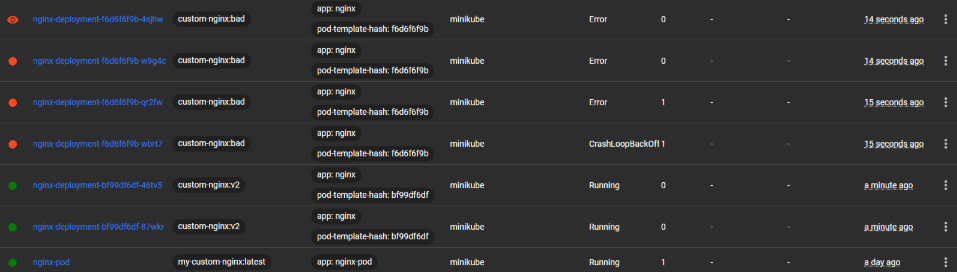 nginx-deployment-f6d6f6f9b-4sjhw custom-nginx:bad app: nginx pod-template-hash: f6d6f6f9b minikube Error 0 - - 14 seconds ago
nginx-deployment-f6d6f6f9b-w9g4c custom-nginx:bad app: nginx pod-template-hash: f6d6f6f9b minikube Error 0 - - 14 seconds ago
nginx-deployment-f6d6f6f9b-qr2fw custom-nginx:bad app: nginx pod-template-hash: f6d6f6f9b minikube Error 1 - - 15 seconds ago
nginx-deployment-f6d6f6f9b-wbrt7 custom-nginx:bad app: nginx pod-template-hash: f6d6f6f9b minikube CrashLoopBackOff 1 - - 15 seconds ago
nginx-deployment-bf99df6df-46tv5 custom-nginx:v2 app: nginx pod-template-hash: bf99df6df minikube Running 0 - - a minute ago
nginx-deployment-bf99df6df-87wkr custom-nginx:v2 app: nginx pod-template-hash: bf99df6df minikube Running 0 - - a minute ago
nginx-pod my-custom-nginx:latest app: nginx-pod minikube Running 1 - - a day ago